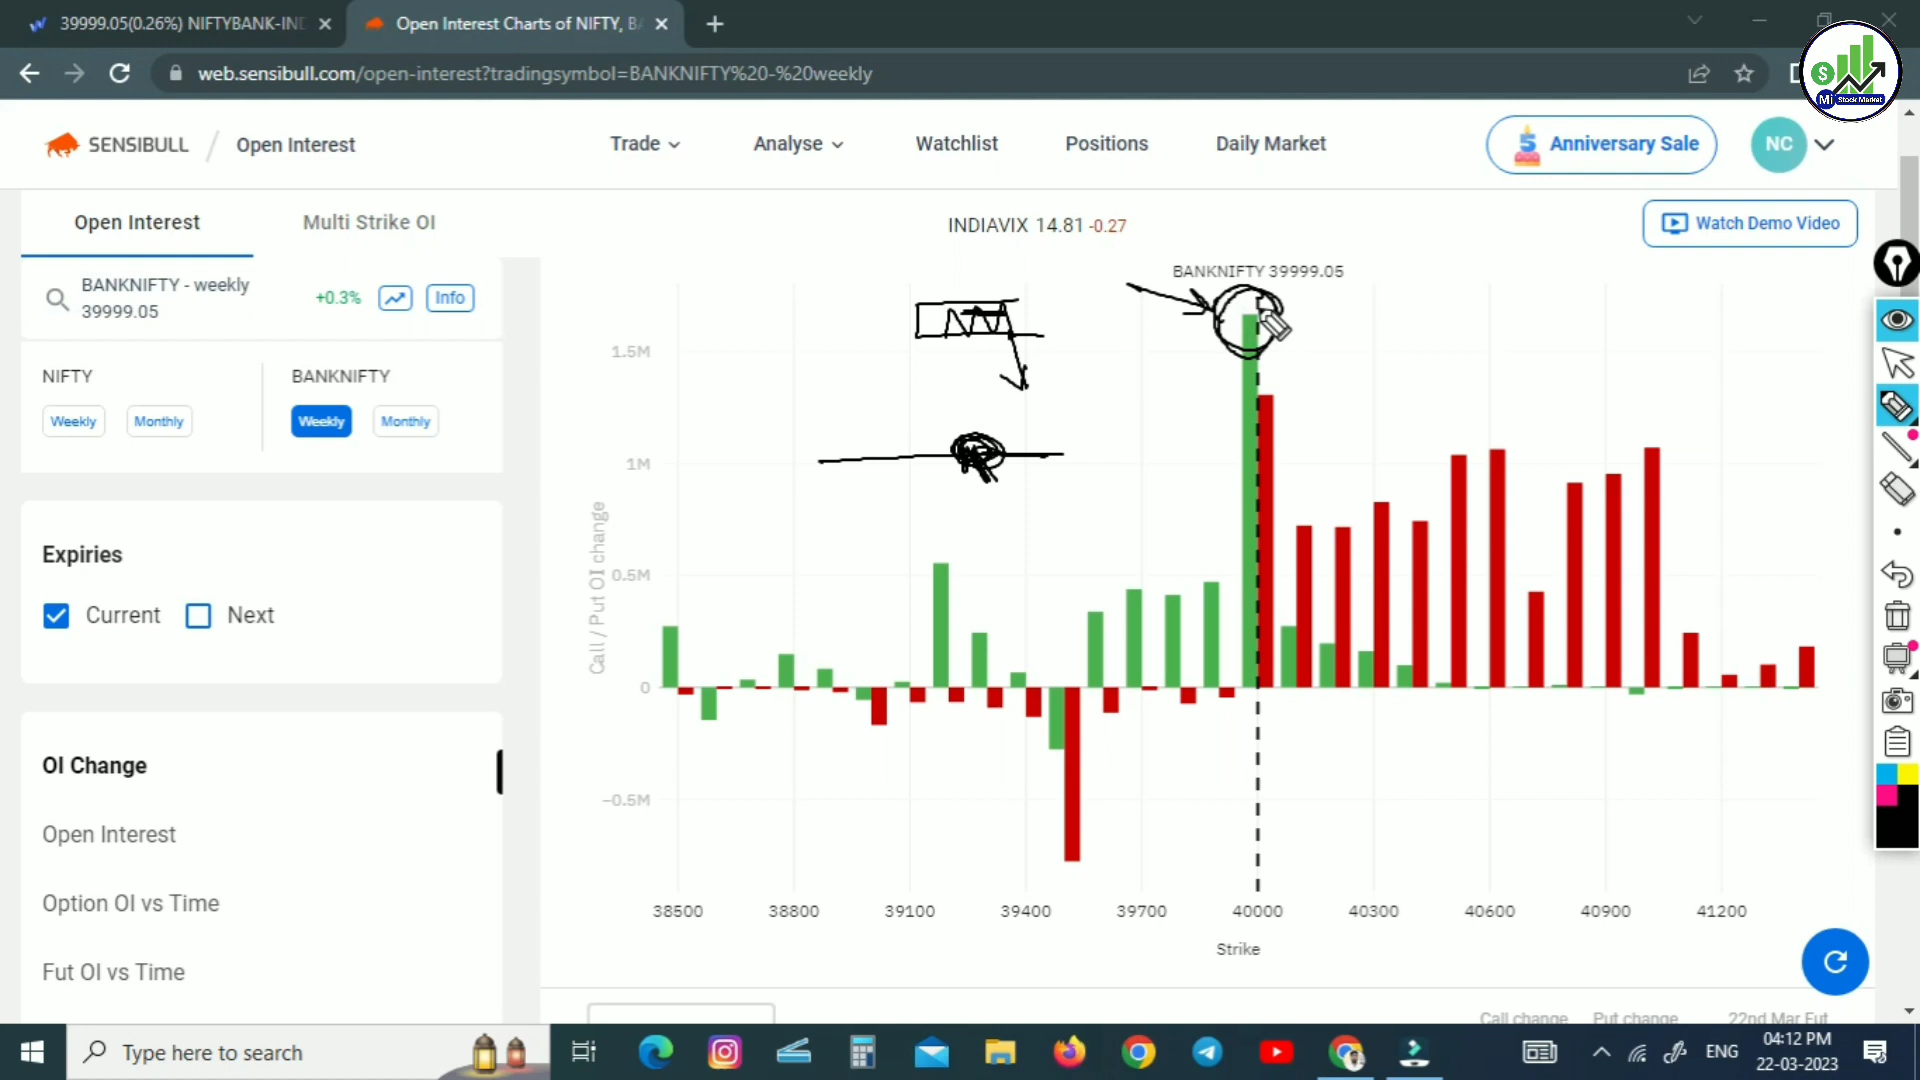 39999.05(0.26%) NIFTYBANK-IND
Open Interest Charts of NIFTY, BA
web.sensibull.com/open-interest?tradingsymbol=BANKNIFTY%20-%20weekly
Mi Stock Market
SENSIBULL / Open Interest
Trade
Analyse
Watchlist
Positions
Daily Market
5 Anniversary Sale
NC
Open Interest
Multi Strike OI
INDIAVIX 14.81 -0.27
Watch Demo Video
BANKNIFTY - weekly
39999.05
+0.3%
Info
NIFTY
Weekly
Monthly
BANKNIFTY
Weekly
Monthly
Expiries
Current
Next
OI Change
Open Interest
Option OI vs Time
Fut OI vs Time
BANKNIFTY 39999.05
1.5M
1M
0.5M
0
−0.5M
Call / Put OI change
38500 38800 39100 39400 39700 40000 40300 40600 40900 41200
Strike
Call change Put change 22nd Mar Fut
Type here to search
ENG
04:12 PM
22-03-2023